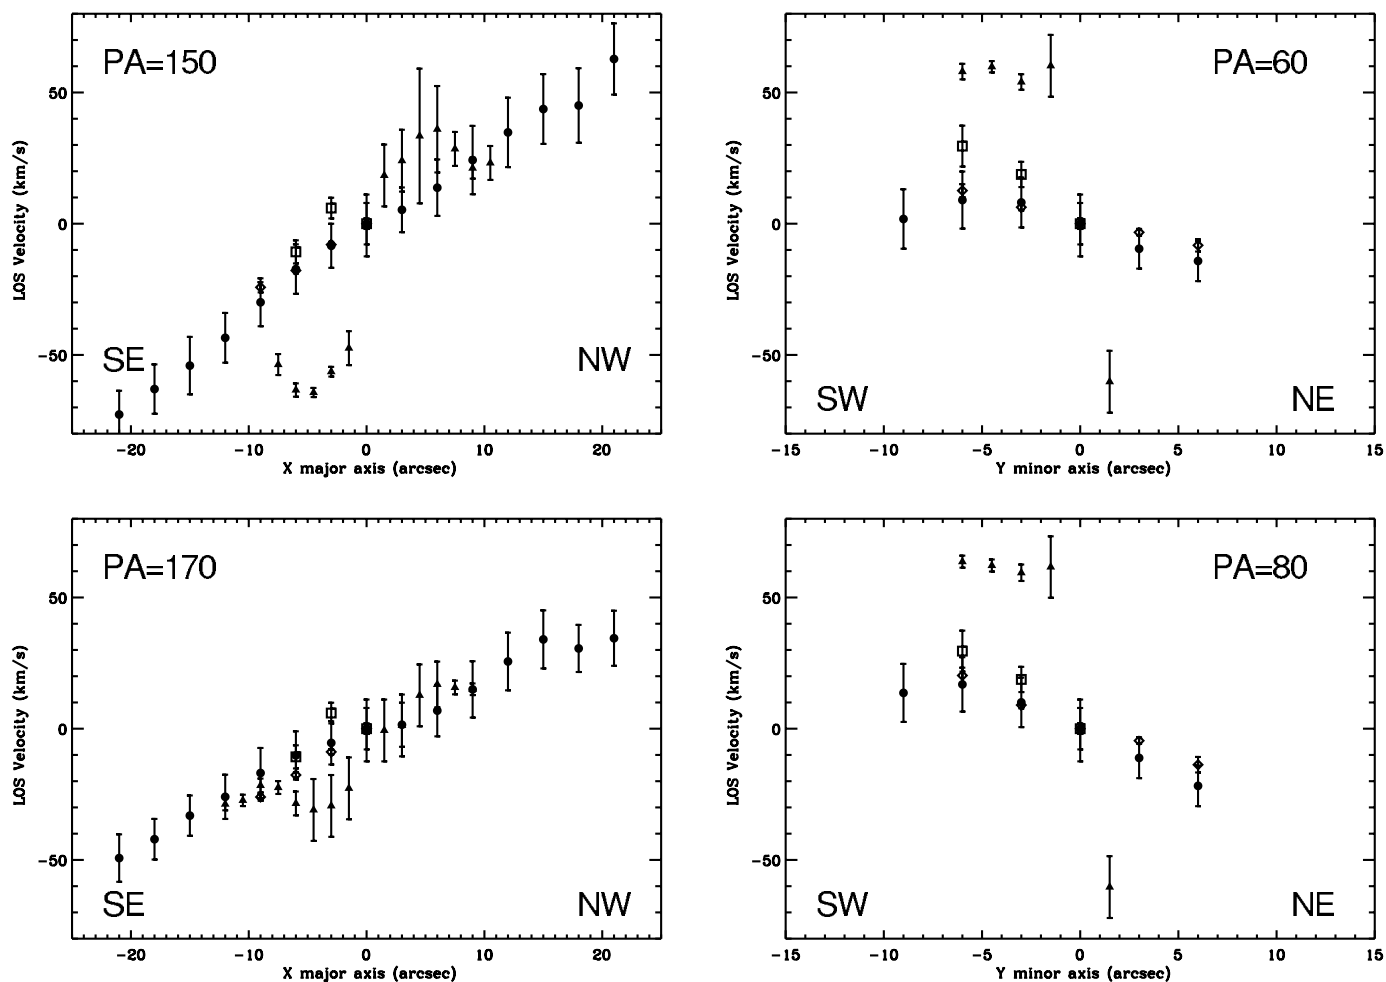 PA=150
LOS Velocity (km/s)
50
0
−50
SE
NW
−20
−10
0
10
20
X major axis (arcsec)
PA=60
LOS Velocity (km/s)
50
0
−50
SW
NE
−15
−10
−5
0
5
10
15
Y minor axis (arcsec)
PA=170
LOS Velocity (km/s)
50
0
−50
SE
NW
−20
−10
0
10
20
X major axis (arcsec)
PA=80
LOS Velocity (km/s)
50
0
−50
SW
NE
−15
−10
−5
0
5
10
15
Y minor axis (arcsec)